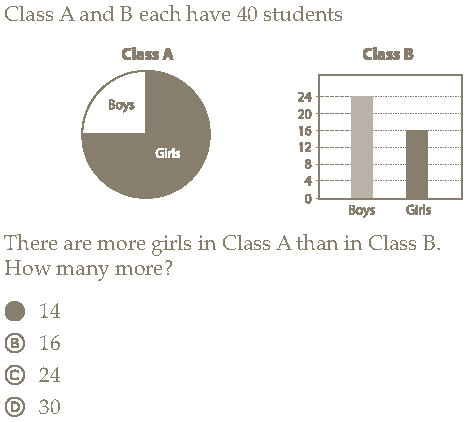 Class A and B each have 40 students
Class A
Class B
Boys
Girls
24
20
16
12
8
4
0
Boys Girls
There are more girls in Class A than in Class B.
How many more?
14
B 16
C 24
D 30